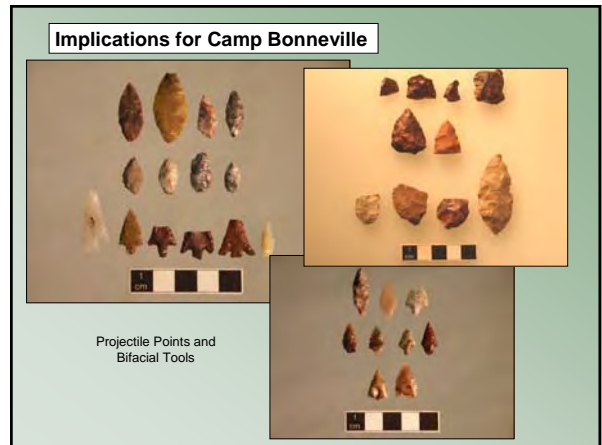 Implications for Camp Bonneville
1
cm
1
cm
1
cm
Projectile Points and
Bifacial Tools